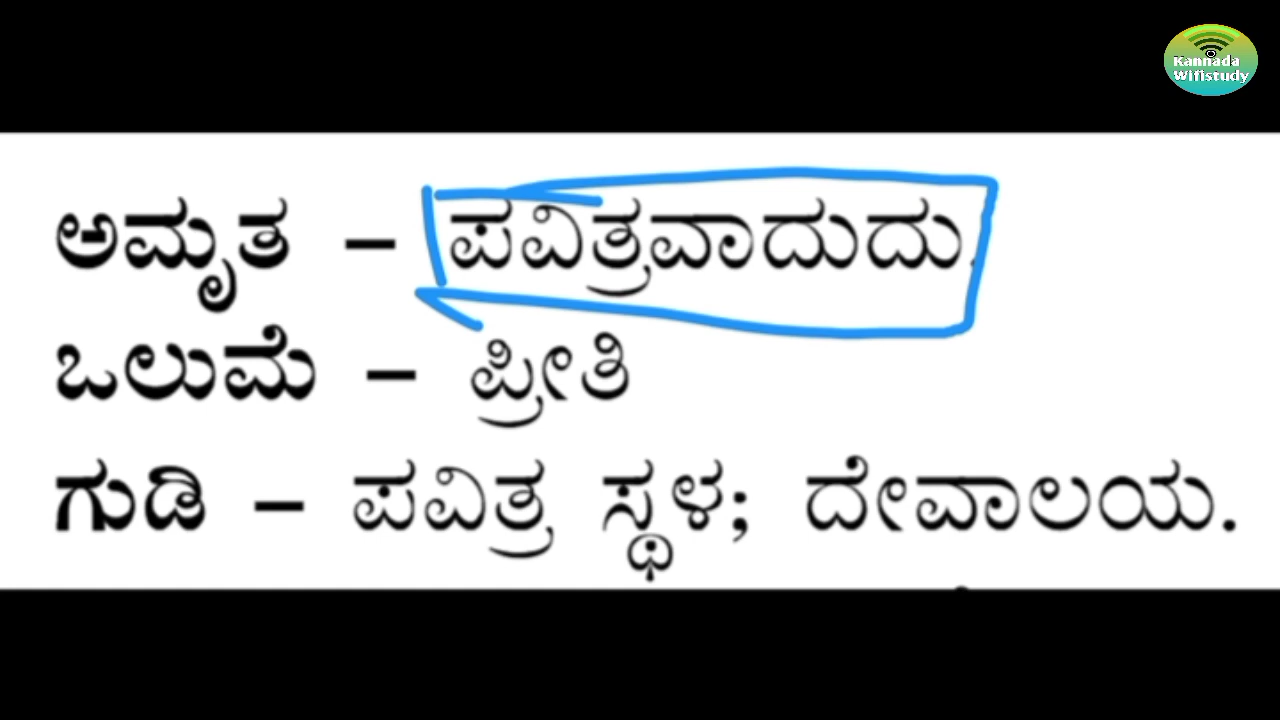 Kannada
Wifistudy
ಅಮೃತ – ಪವಿತ್ರವಾದುದು.
ಒಲುಮೆ – ಪ್ರೀತಿ
ಗುಡಿ – ಪವಿತ್ರ ಸ್ಥಳ; ದೇವಾಲಯ.